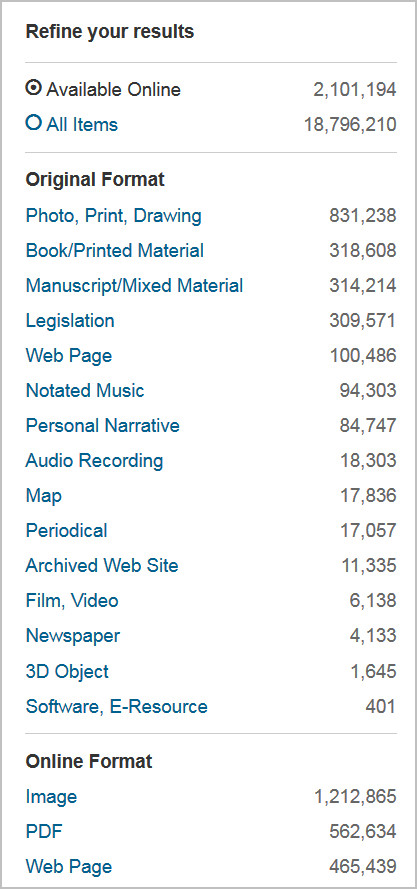 Refine your results
Available Online 2,101,194
All Items 18,796,210
Original Format
Photo, Print, Drawing 831,238
Book/Printed Material 318,608
Manuscript/Mixed Material 314,214
Legislation 309,571
Web Page 100,486
Notated Music 94,303
Personal Narrative 84,747
Audio Recording 18,303
Map 17,836
Periodical 17,057
Archived Web Site 11,335
Film, Video 6,138
Newspaper 4,133
3D Object 1,645
Software, E-Resource 401
Online Format
Image 1,212,865
PDF 562,634
Web Page 465,439